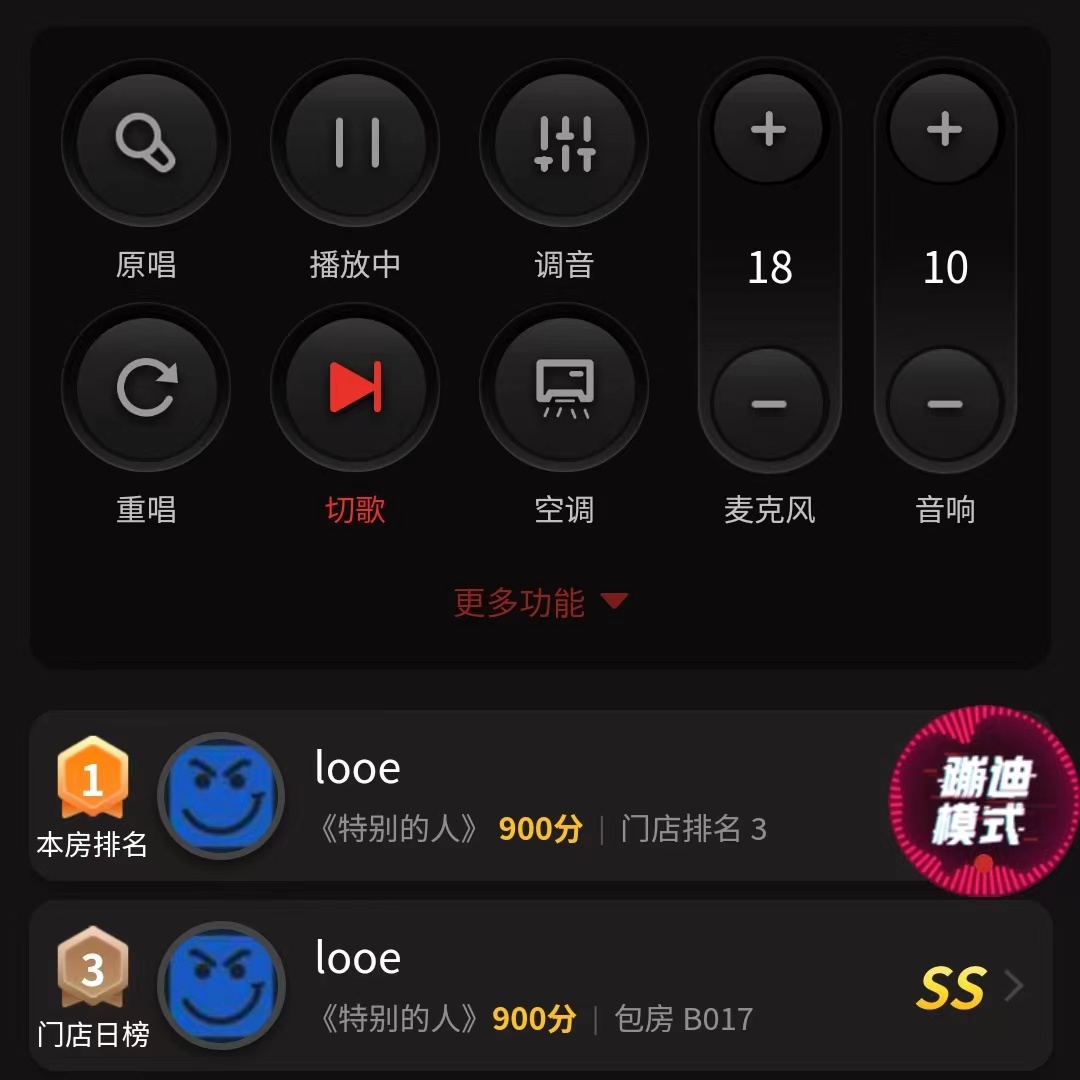 原唱
播放中
调音
18
10
重唱
切歌
空调
麦克风
音响
更多功能
1
本房排名
looe
《特别的人》 900分 | 门店排名 3
蹦迪
模式
3
门店日榜
looe
《特别的人》900分 | 包房 B017
SS